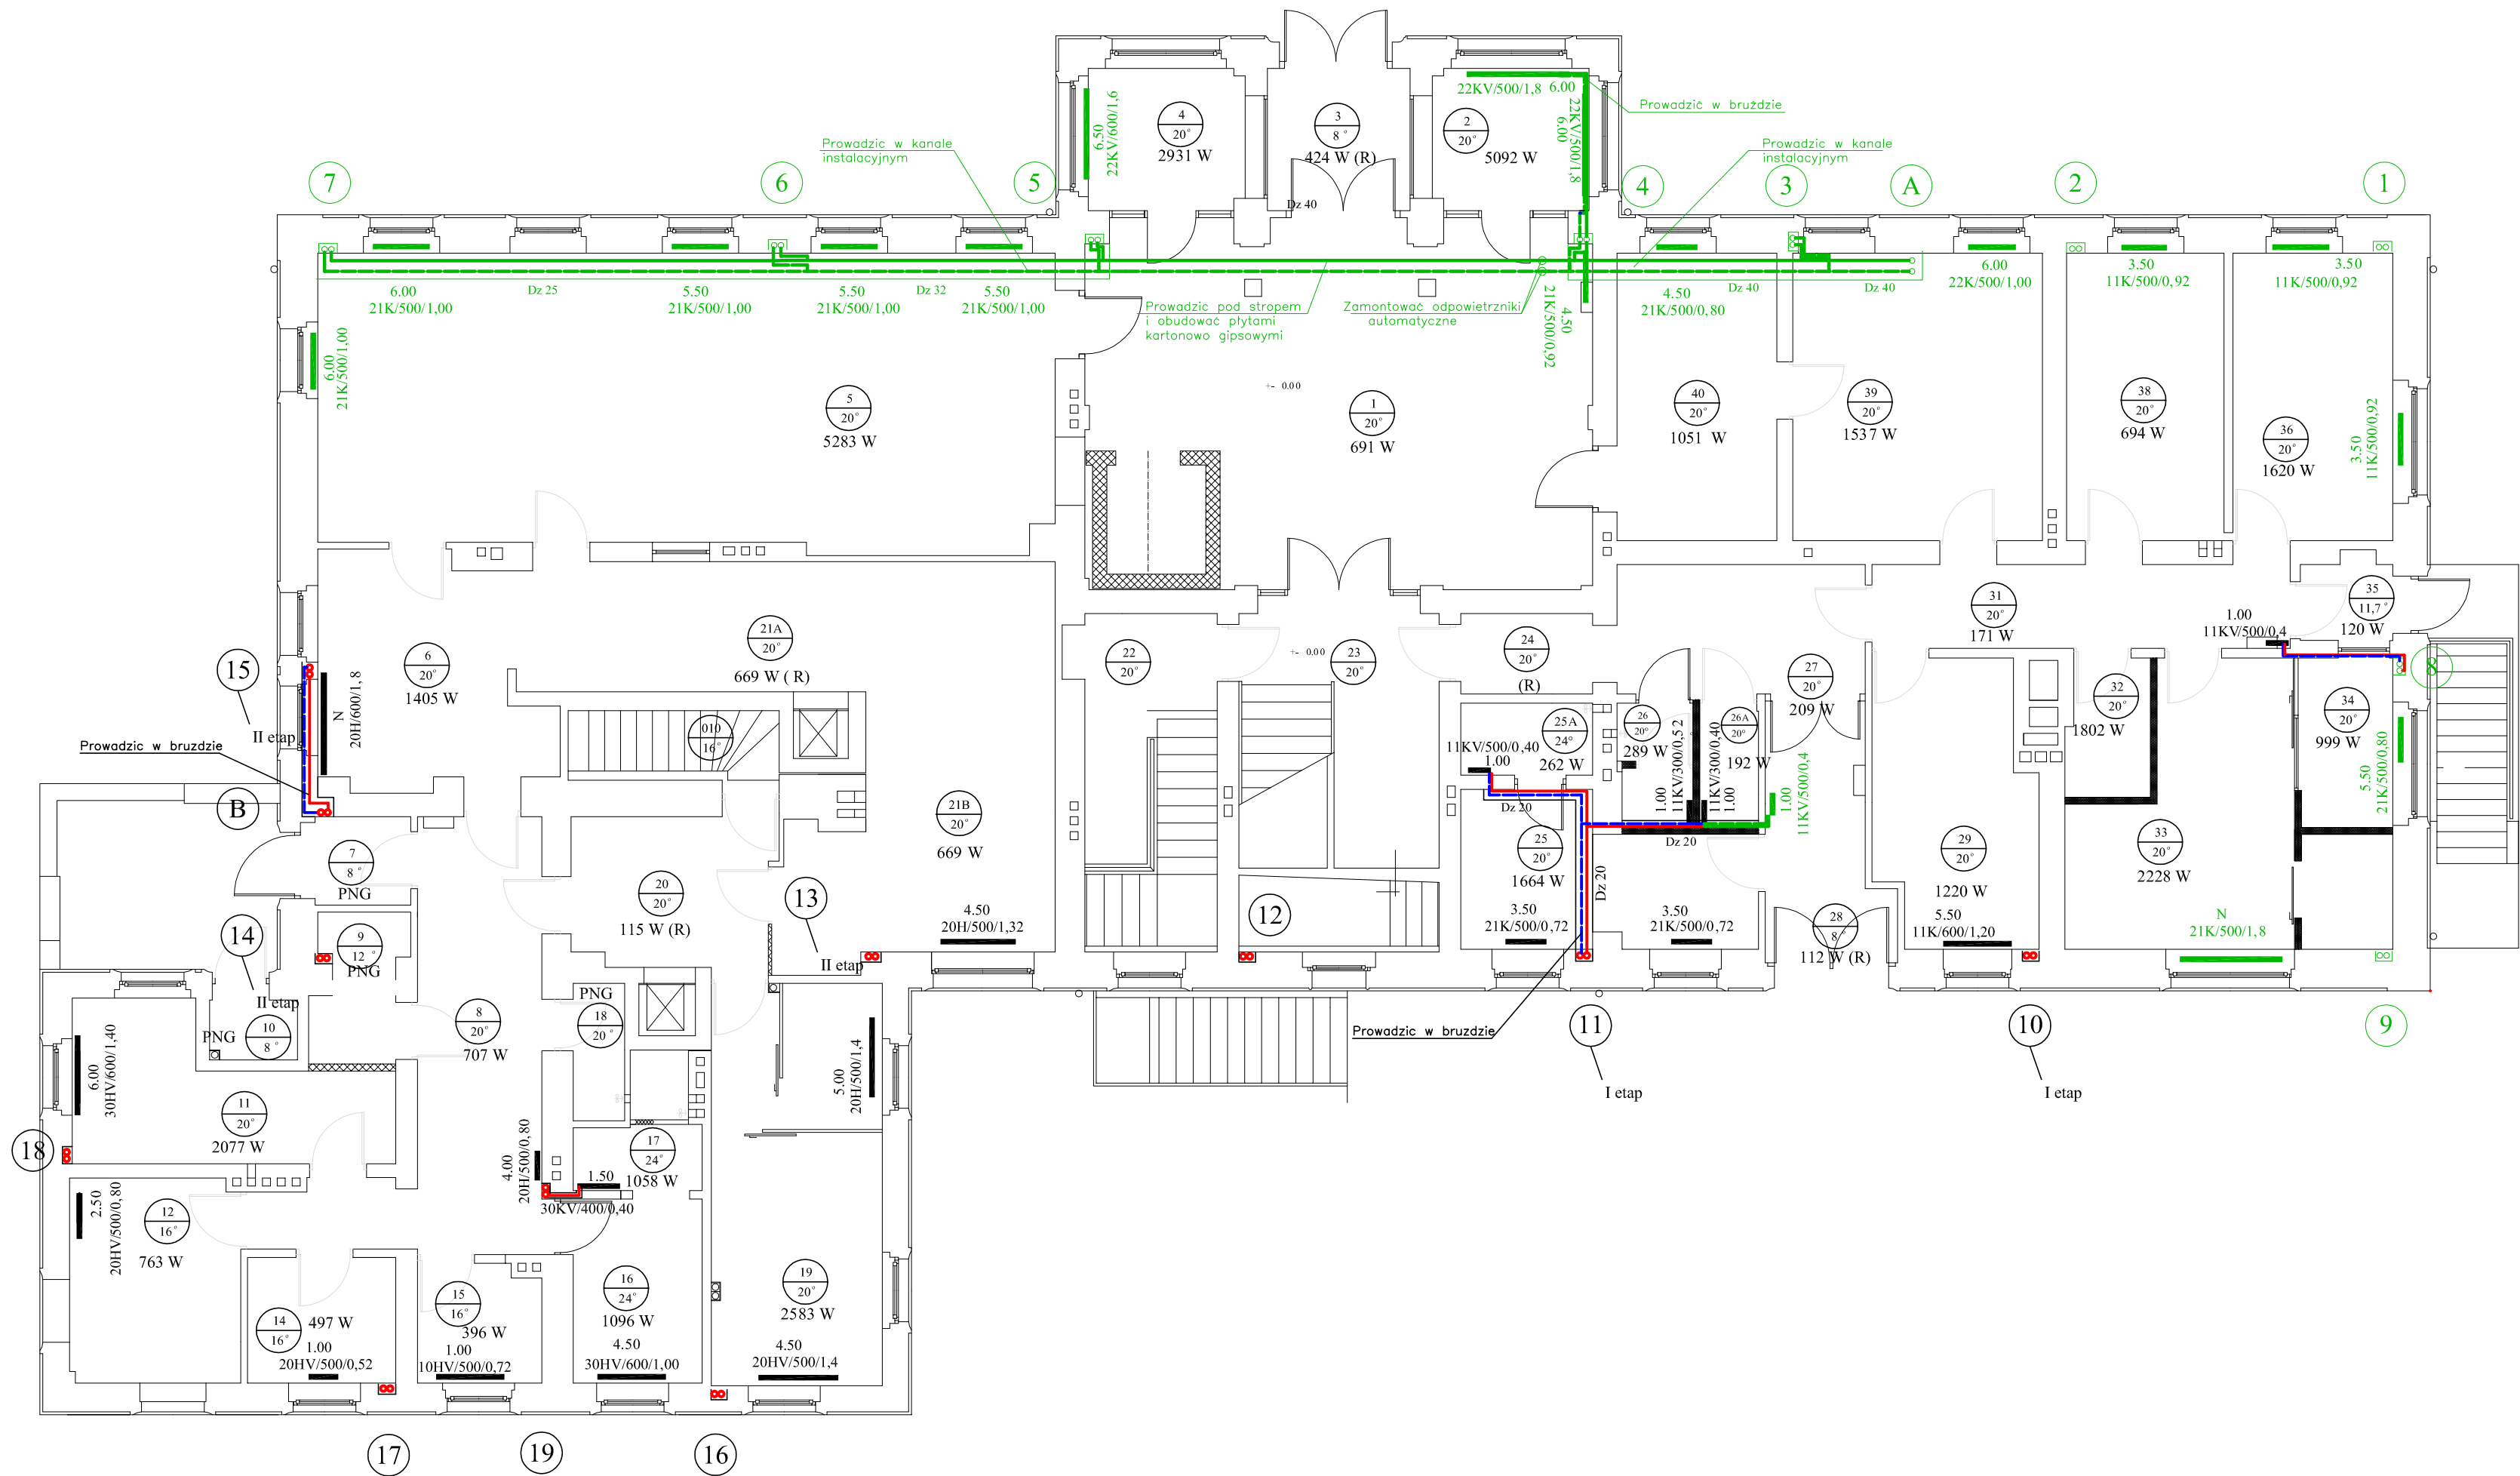 22KV/500/1,8 6.00
Prowadzić w bruździe
4
20°
2931 W
3
8°
424 W (R)
2
20°
5092 W
6.50
22KV/600/1,6
22KV/500/1,8
6.00
Prowadzic w kanale
instalacyjnym
Prowadzic w kanale
instalacyjnym
7
6
5
4
3
A
2
1
Dz 40
6.00
21K/500/1,00
Dz 25
5.50
21K/500/1,00
5.50
21K/500/1,00
Dz 32
5.50
21K/500/1,00
Prowadzic pod stropem
i obudować płytami
kartonowo gipsowymi
Zamontować odpowietrzniki
automatyczne
4.50
21K/500/0,92
4.50
21K/500/0,80
Dz 40
Dz 40
6.00
22K/500/1,00
3.50
11K/500/0,92
3.50
11K/500/0,92
6.00
21K/500/1,00
+- 0.00
5
20°
5283 W
1
20°
691 W
40
20°
1051 W
39
20°
1537 W
38
20°
694 W
36
20°
1620 W
3.50
11K/500/0,92
15
II etap
Prowadzic w bruzdzie
B
N
20H/600/1,8
6
20°
1405 W
21A
20°
669 W ( R)
010
16°
22
20°
+- 0.00
23
20°
24
20°
(R)
27
20°
209 W
31
20°
171 W
35
11,7°
120 W
1.00
11KV/500/0,4
8
25A
24°
262 W
11KV/500/0,40
1.00
26
20°
289 W
1.00
11KV/300/0,52
26A
20°
192 W
11KV/300/0,40
1.00
1.00
11KV/500/0,4
32
20°
1802 W
34
20°
999 W
5.50
21K/500/0,80
Dz 20
Dz 20
Dz 20
7
8°
PNG
21B
20°
669 W
20
20°
115 W (R)
13
II etap
4.50
20H/500/1,32
12
25
20°
1664 W
3.50
21K/500/0,72
3.50
21K/500/0,72
29
20°
1220 W
5.50
11K/600/1,20
28
8°
112 W (R)
33
20°
2228 W
N
21K/500/1,8
14
II etap
9
12°
PNG
10
8°
PNG
8
20°
707 W
PNG
18
20°
5.00
20H/500/1,4
Prowadzic w bruzdzie
11
I etap
10
I etap
9
6.00
30HV/600/1,40
11
20°
2077 W
18
2.50
20HV/500/0,80
12
16°
763 W
4.00
20H/500/0,80
1.50
30KV/400/0,40
17
24°
1058 W
14
16°
497 W
1.00
20HV/500/0,52
15
16°
396 W
1.00
10HV/500/0,72
16
24°
1096 W
4.50
30HV/600/1,00
19
20°
2583 W
4.50
20HV/500/1,4
17
19
16